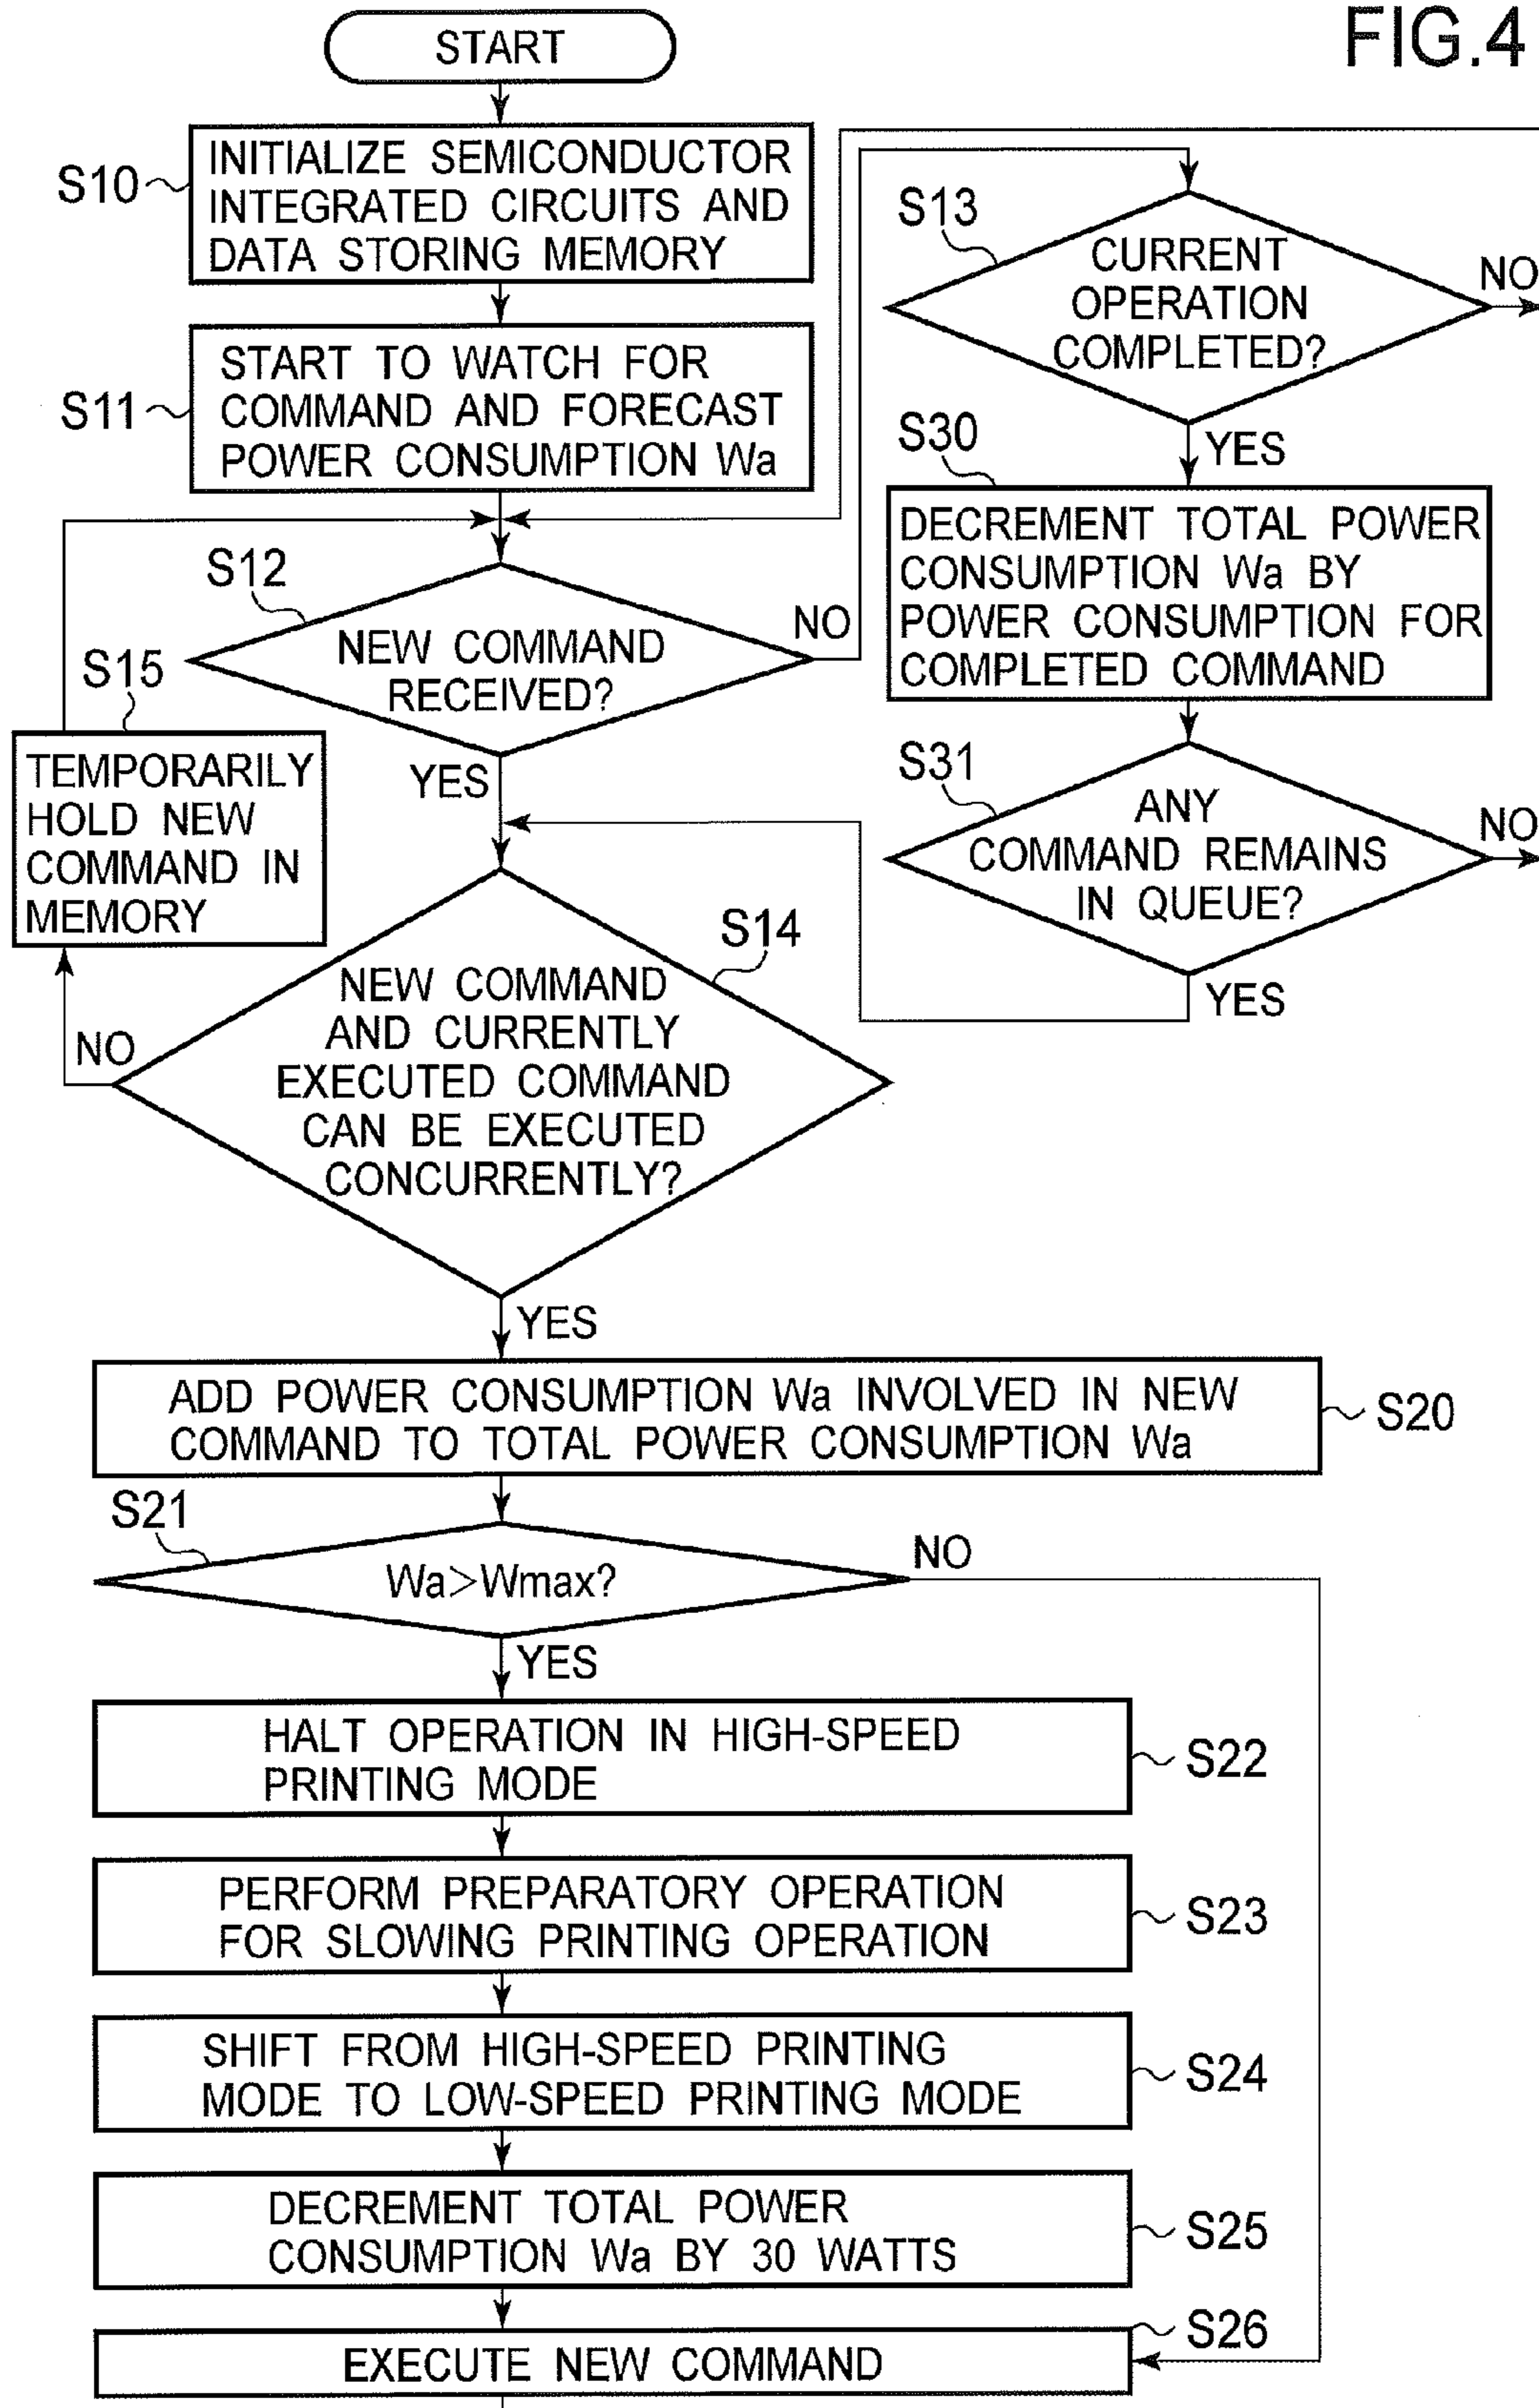 FIG.4
START
S10
INITIALIZE SEMICONDUCTOR
INTEGRATED CIRCUITS AND
DATA STORING MEMORY
S11
START TO WATCH FOR
COMMAND AND FORECAST
POWER CONSUMPTION Wa
S12
NEW COMMAND
RECEIVED?
NO
YES
S13
CURRENT
OPERATION
COMPLETED?
NO
YES
S30
DECREMENT TOTAL POWER
CONSUMPTION Wa BY
POWER CONSUMPTION FOR
COMPLETED COMMAND
S31
ANY
COMMAND REMAINS
IN QUEUE?
NO
YES
S15
TEMPORARILY
HOLD NEW
COMMAND IN
MEMORY
S14
NEW COMMAND
AND CURRENTLY
EXECUTED COMMAND
CAN BE EXECUTED
CONCURRENTLY?
NO
YES
ADD POWER CONSUMPTION Wa INVOLVED IN NEW
COMMAND TO TOTAL POWER CONSUMPTION Wa
S20
S21
Wa>Wmax?
NO
YES
HALT OPERATION IN HIGH-SPEED
PRINTING MODE
S22
PERFORM PREPARATORY OPERATION
FOR SLOWING PRINTING OPERATION
S23
SHIFT FROM HIGH-SPEED PRINTING
MODE TO LOW-SPEED PRINTING MODE
S24
DECREMENT TOTAL POWER
CONSUMPTION Wa BY 30 WATTS
S25
EXECUTE NEW COMMAND
S26